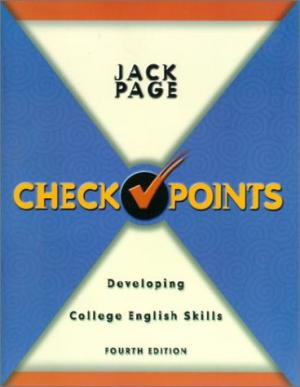 JACK
PAGE
CHECK POINTS
Developing
College English Skills
FOURTH EDITION